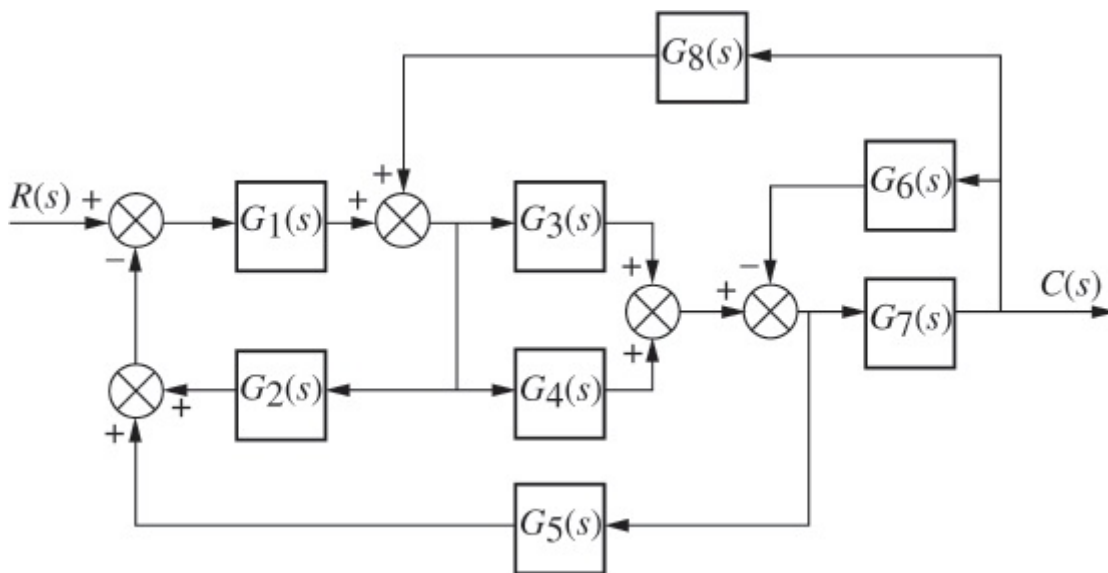 G8(s)
+
G6(s)
R(s) + G1(s) + G3(s)
−
+ − C(s)
+ G7(s)
+
G2(s) G4(s)
+
+
G5(s)